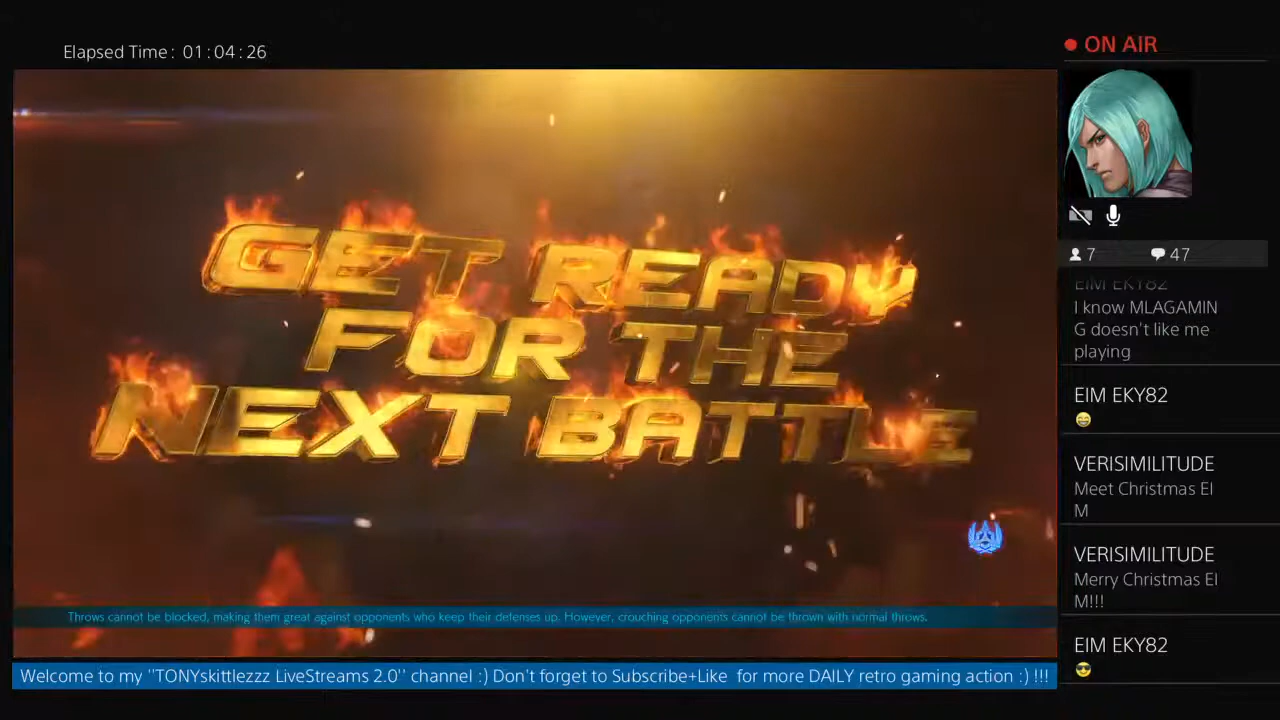 Elapsed Time: 01:04:26
ON AIR
GET READY
FOR THE
NEXT BATTLE
Throws cannot be blocked, making them great against opponents who keep their defenses up. However, crouching opponents cannot be thrown with normal throws.
Welcome to my "TONYskittlezzz LiveStreams 2.0" channel :) Don't forget to Subscribe+Like for more DAILY retro gaming action :) !!!
7 47
EIM EKY82
I know MLAGAMIN
G doesn't like me
playing
EIM EKY82
😁
VERISIMILITUDE
Meet Christmas EI
M
VERISIMILITUDE
Merry Christmas EI
M!!!
EIM EKY82
😎